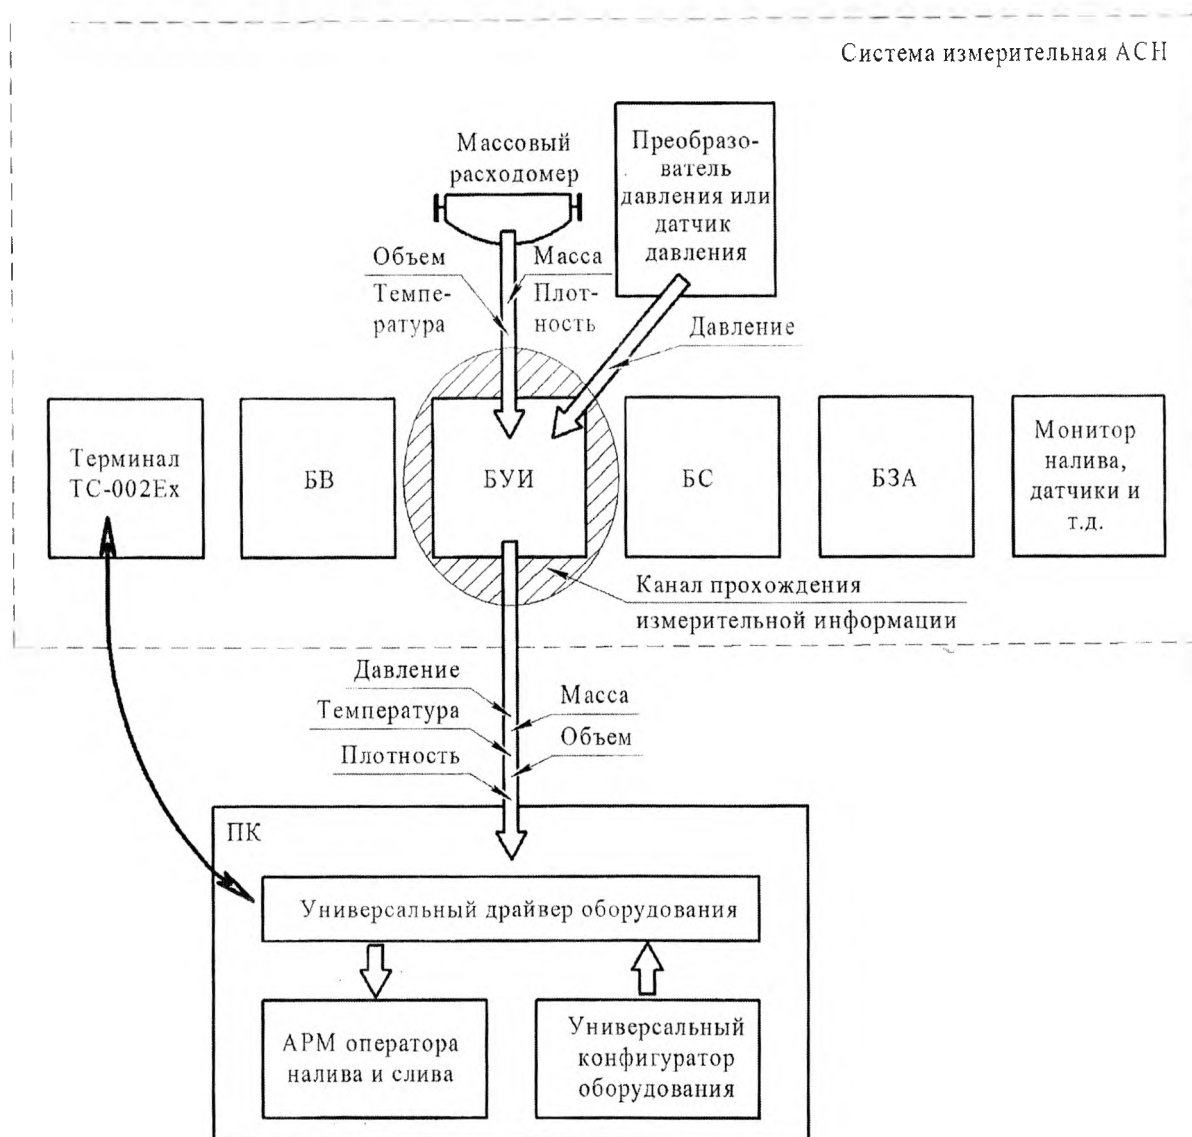 Система измерительная АСН
Массовый
расходомер
Преобразо-
ватель
давления или
датчик
давления
Объем
Масса
Темпе-
ратура
Плот-
ность
Давление
Терминал
ТС-002Ех
БВ
БУИ
БС
БЗА
Монитор
налива,
датчики и
т.д.
Канал прохождения
измерительной информации
Давление
Масса
Температура
Объем
Плотность
ПК
Универсальный драйвер оборудования
АРМ оператора
налива и слива
Универсальный
конфигуратор
оборудования